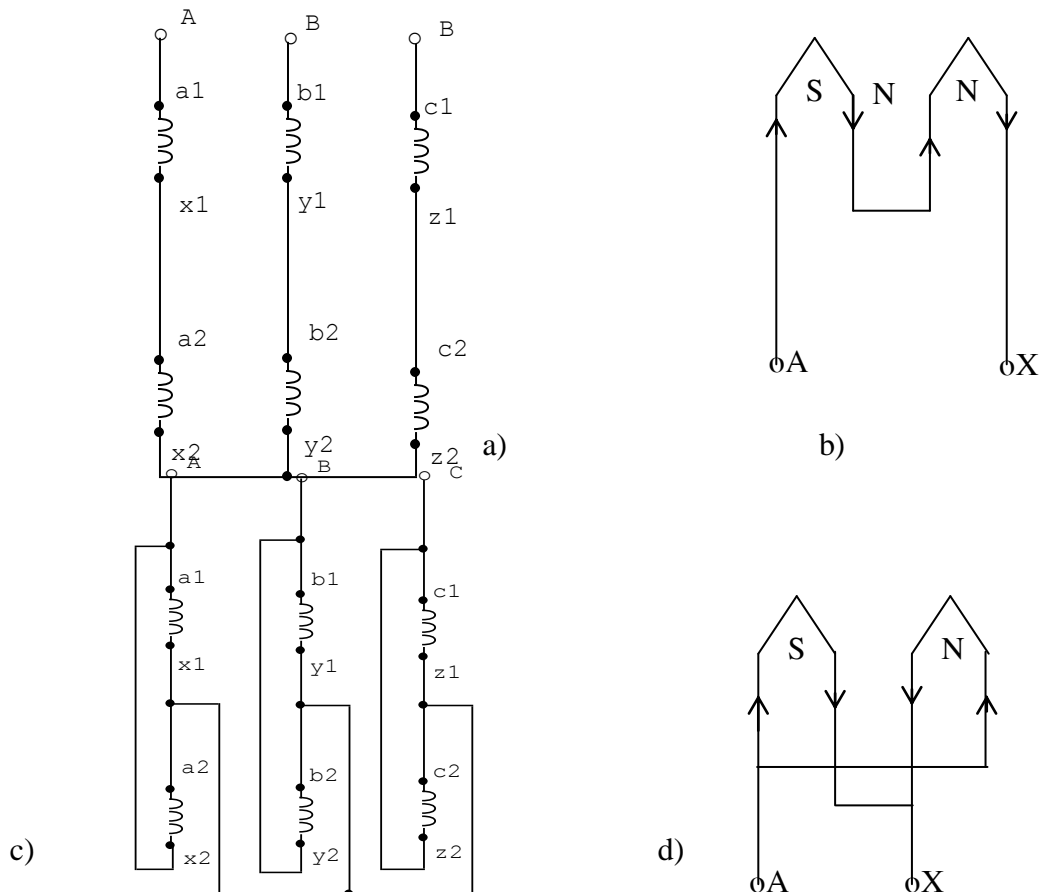 A B B
a1 b1 c1
x1 y1 z1
a2 b2 c2
x2 y2 z2
a)
S N N
A X
b)
A B C
a1 b1 c1
x1 y1 z1
a2 b2 c2
x2 y2 z2
c)
S N
A X
d)